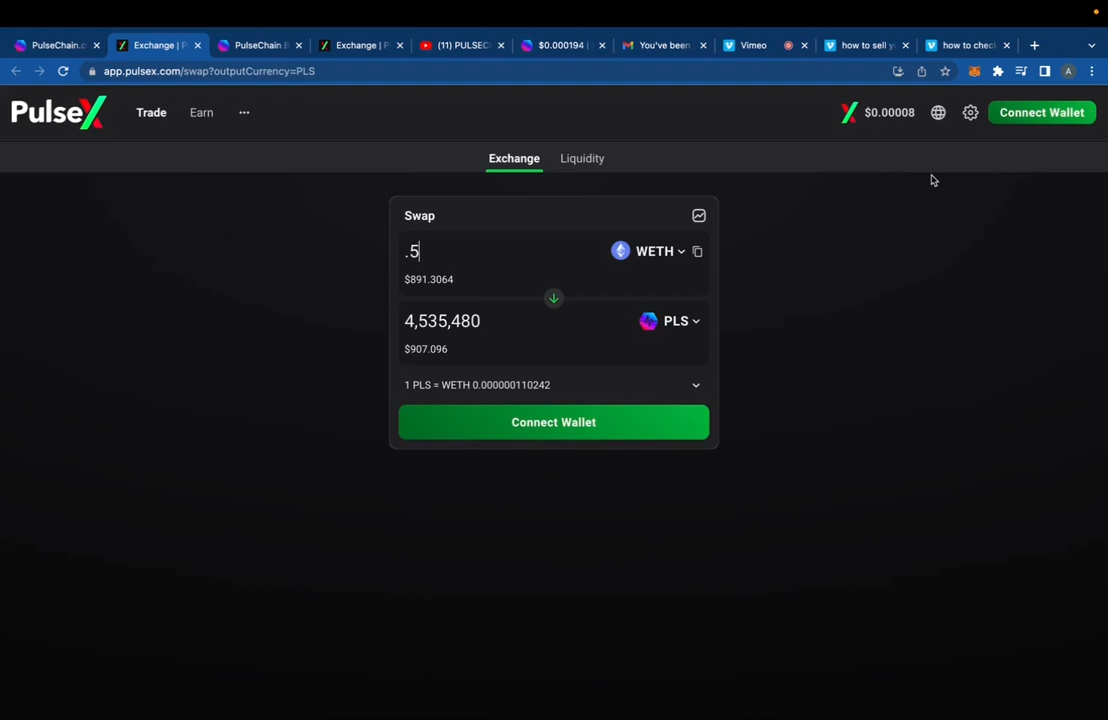 PulseChain.c
Exchange | P
PulseChain B
Exchange | P
(11) PULSEC
$0.000194 |
You've been
Vimeo
how to sell y
how to check
app.pulsex.com/swap?outputCurrency=PLS
A
PulseX
Trade
Earn
$0.00008
Connect Wallet
Exchange
Liquidity
Swap
.5
WETH
$891.3064
4,535,480
PLS
$907.096
1 PLS = WETH 0.000000110242
Connect Wallet